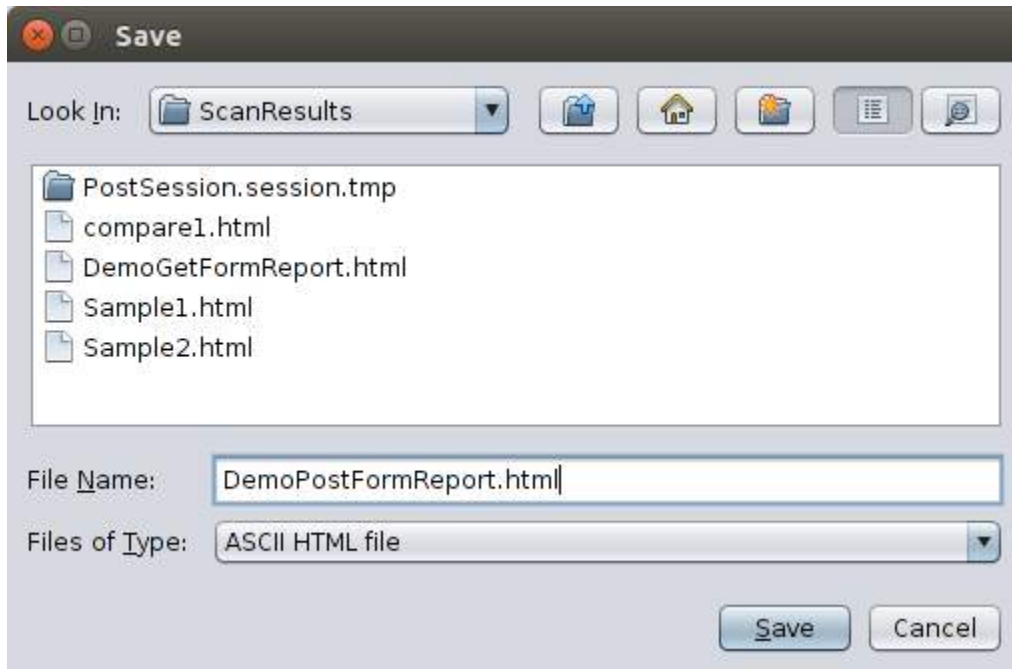 Save
Look In: ScanResults
PostSession.session.tmp
compare1.html
DemoGetFormReport.html
Sample1.html
Sample2.html
File Name: DemoPostFormReport.html
Files of Type: ASCII HTML file
Save Cancel